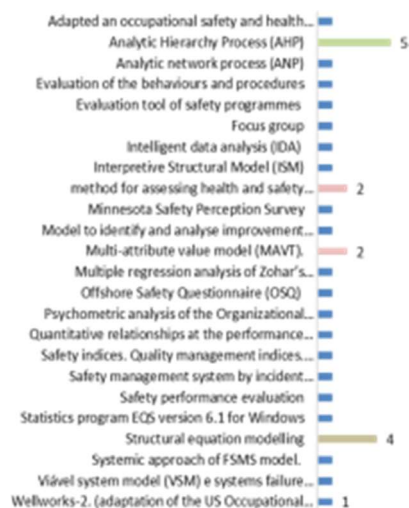 Adapted an occupational safety and health...
Analytic Hierarchy Process (AHP) 5
Analytic network process (ANP)
Evaluation of the behaviours and procedures
Evaluation tool of safety programmes
Focus group
Intelligent data analysis (IDA)
Interpretive Structural Model (ISM)
method for assessing health and safety... 2
Minnesota Safety Perception Survey
Model to identify and analyse improvement...
Multi-attribute value model (MAVT). 2
Multiple regression analysis of Zohar's...
Offshore Safety Questionnaire (OSQ)
Psychometric analysis of the Organizational...
Quantitative relationships at the performance...
Safety indices. Quality management indices....
Safety management system by incident...
Safety performance evaluation
Statistics program EQS version 6.1 for Windows
Structural equation modelling 4
Systemic approach of FSMS model.
Viável system model (VSM) e systems failure...
Wellworks-2. (adaptation of the US Occupational... 1